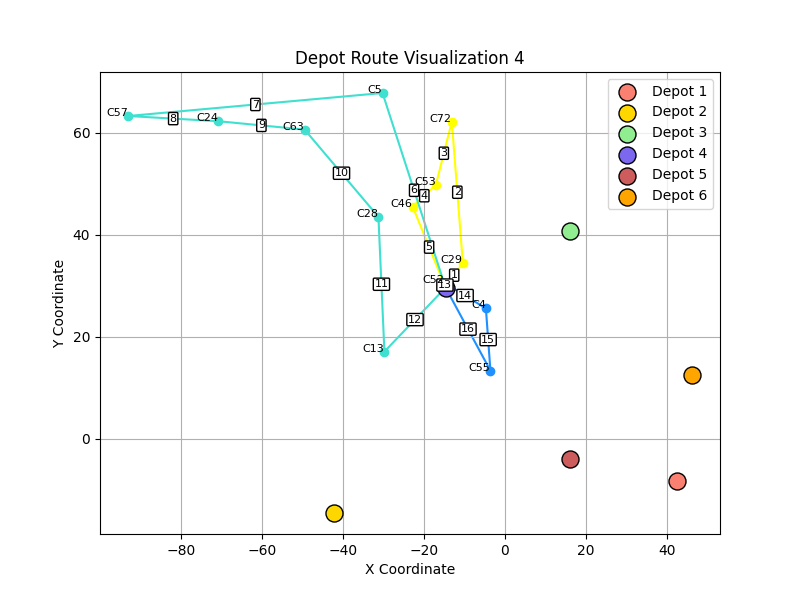 Depot Route Visualization 4
Depot 1
Depot 2
Depot 3
Depot 4
Depot 5
Depot 6
C5
C57
7
8
C24
9
C63
C72
3
10
C53
6
4
2
C46
C28
5
C29
1
C52
13
11
14
C4
12
16
15
C13
C55
60
40
20
0
Y Coordinate
−80
−60
−40
−20
0
20
40
X Coordinate